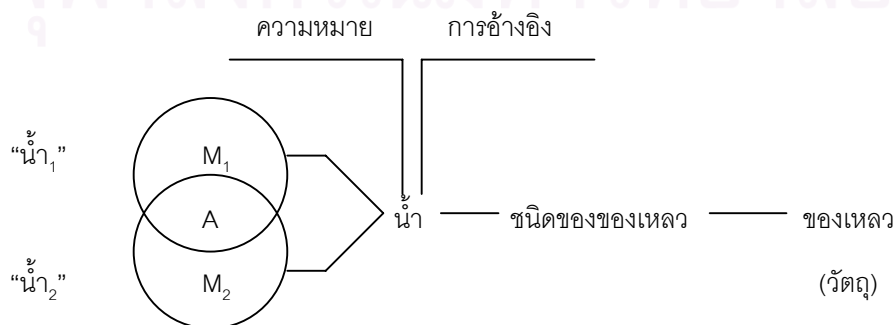 ความหมาย การอ้างอิง
“น้ำ₁” M₁
A น้ำ ชนิดของของเหลว ของเหลว
“น้ำ₂” M₂ (วัตถุ)